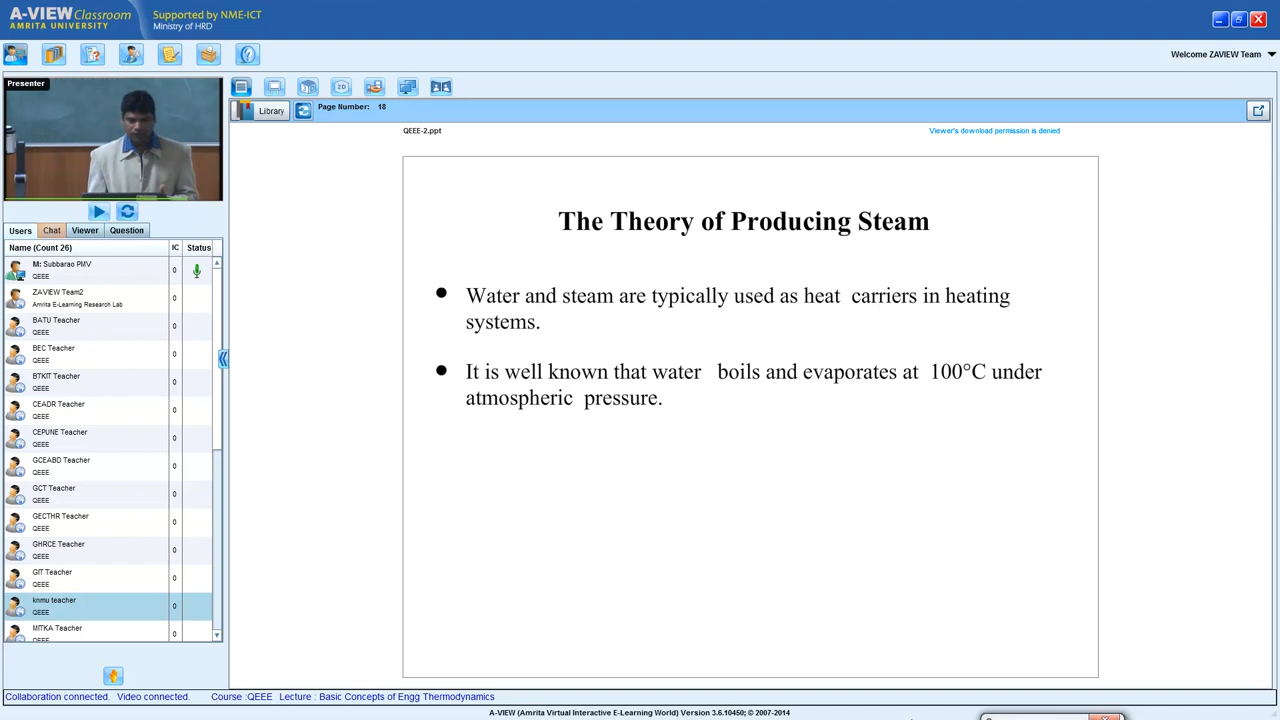 A-VIEW Classroom
AMRITA UNIVERSITY
Supported by NME-ICT
Ministry of HRD
Welcome ZAVIEW Team
Presenter
Library
Page Number: 18
QEEE-2.ppt
Viewer's download permission is denied
The Theory of Producing Steam
● Water and steam are typically used as heat carriers in heating
systems.
● It is well known that water boils and evaporates at 100°C under
atmospheric pressure.
Users Chat Viewer Question
Name (Count 26) IC Status
M: Subbarao PMV
QEEE
0
ZAVIEW Team2
Amrita E-Learning Research Lab
0
BATU Teacher
QEEE
0
BEC Teacher
QEEE
0
BTKIT Teacher
QEEE
0
CEADR Teacher
QEEE
0
CEPUNE Teacher
QEEE
0
GCEABD Teacher
QEEE
0
GCT Teacher
QEEE
0
GECTHR Teacher
QEEE
0
GHRCE Teacher
QEEE
0
GIT Teacher
QEEE
0
knmu teacher
QEEE
0
MITKA Teacher
QEEE
0
Collaboration connected. Video connected. Course :QEEE Lecture : Basic Concepts of Engg Thermodynamics
A-VIEW (Amrita Virtual Interactive E-Learning World) Version 3.6.10450; © 2007-2014